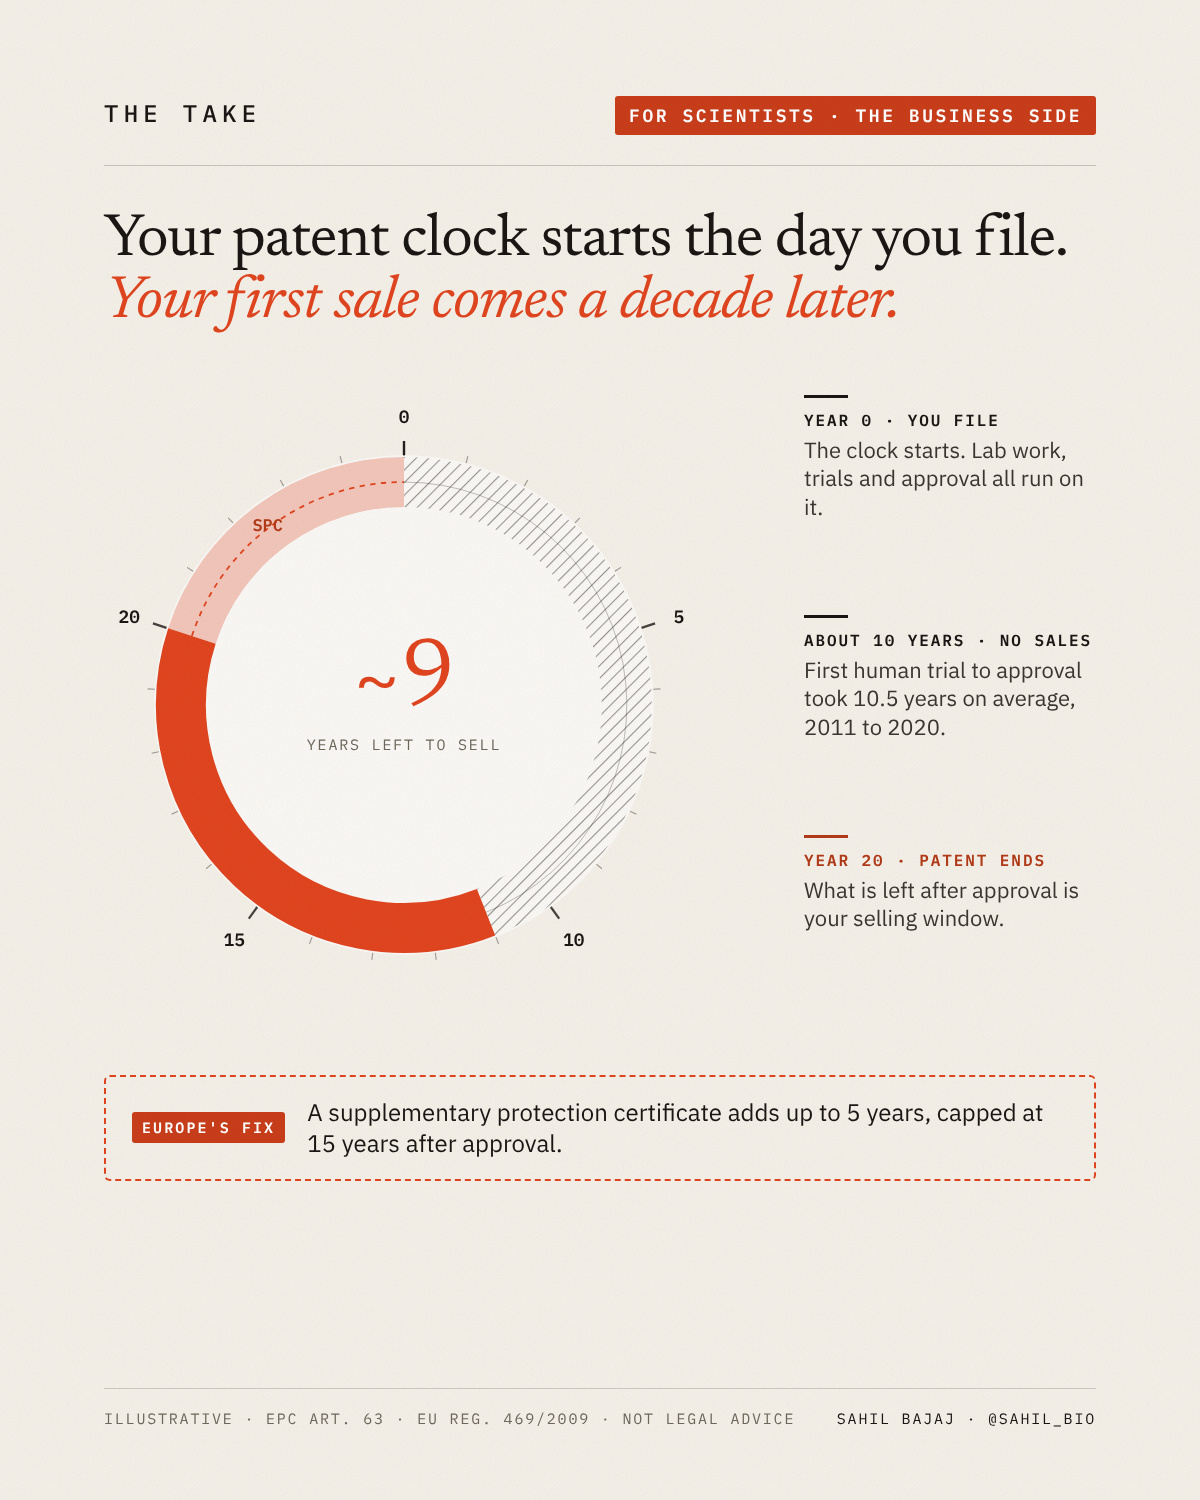 THE TAKE
FOR SCIENTISTS · THE BUSINESS SIDE
Your patent clock starts the day you file.
Your first sale comes a decade later.
0
SPC
20
5
~9
YEARS LEFT TO SELL
15
10
YEAR 0 · YOU FILE
The clock starts. Lab work,
trials and approval all run on
it.
ABOUT 10 YEARS · NO SALES
First human trial to approval
took 10.5 years on average,
2011 to 2020.
YEAR 20 · PATENT ENDS
What is left after approval is
your selling window.
EUROPE'S FIX
A supplementary protection certificate adds up to 5 years, capped at
15 years after approval.
ILLUSTRATIVE · EPC ART. 63 · EU REG. 469/2009 · NOT LEGAL ADVICE
SAHIL BAJAJ · @SAHIL_BIO